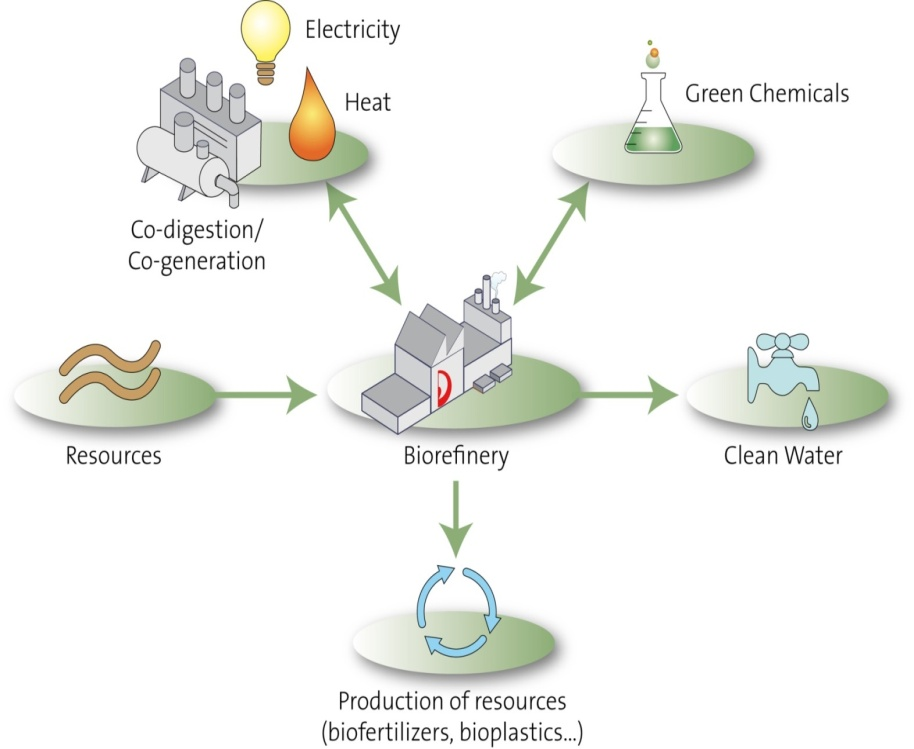 Electricity
Heat
Green Chemicals
Co-digestion/
Co-generation
Resources
Biorefinery
Clean Water
Production of resources
(biofertilizers, bioplastics...)